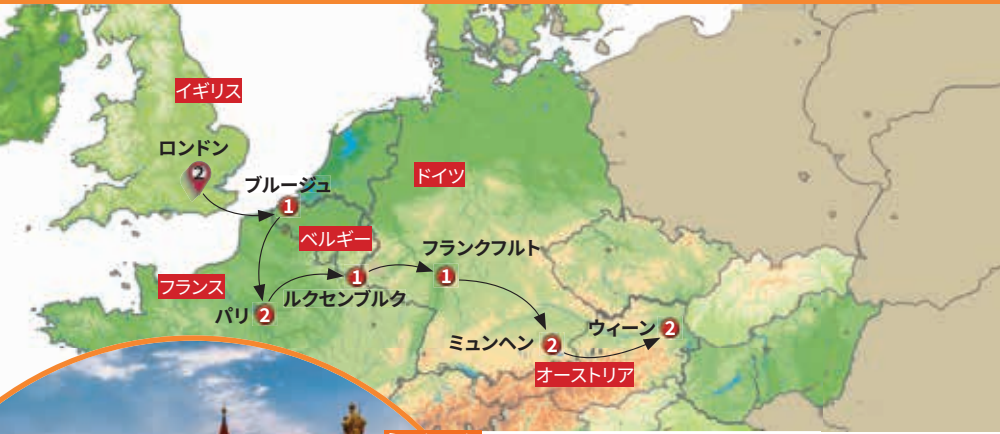 イギリス
ロンドン
2
ブルージュ
1
ドイツ
ベルギー
フランクフルト
1
1
ルクセンブルク
フランス
パリ 2
ミュンヘン 2
ウィーン 2
オーストリア